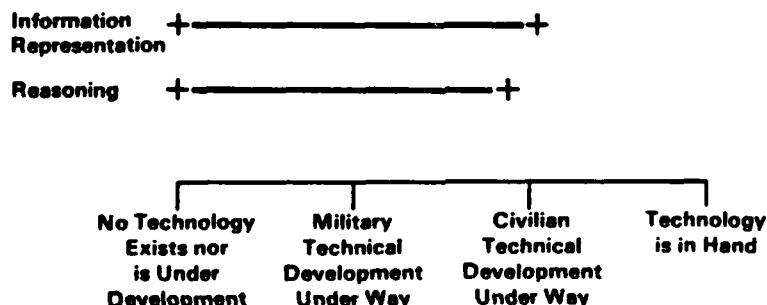 Information
Representation
Reasoning
No Technology
Exists nor
is Under
Development
Military
Technical
Development
Under Way
Civilian
Technical
Development
Under Way
Technology
is in Hand